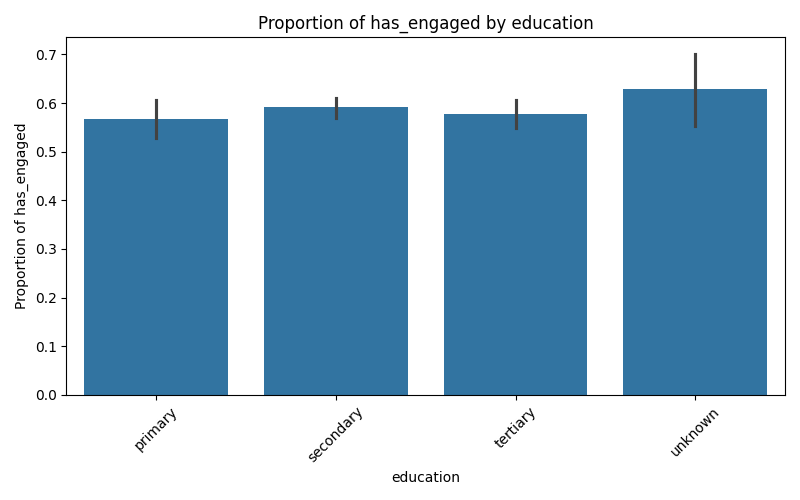 Proportion of has_engaged by education
Proportion of has_engaged
0.7
0.6
0.5
0.4
0.3
0.2
0.1
0.0
primary
secondary
tertiary
unknown
education